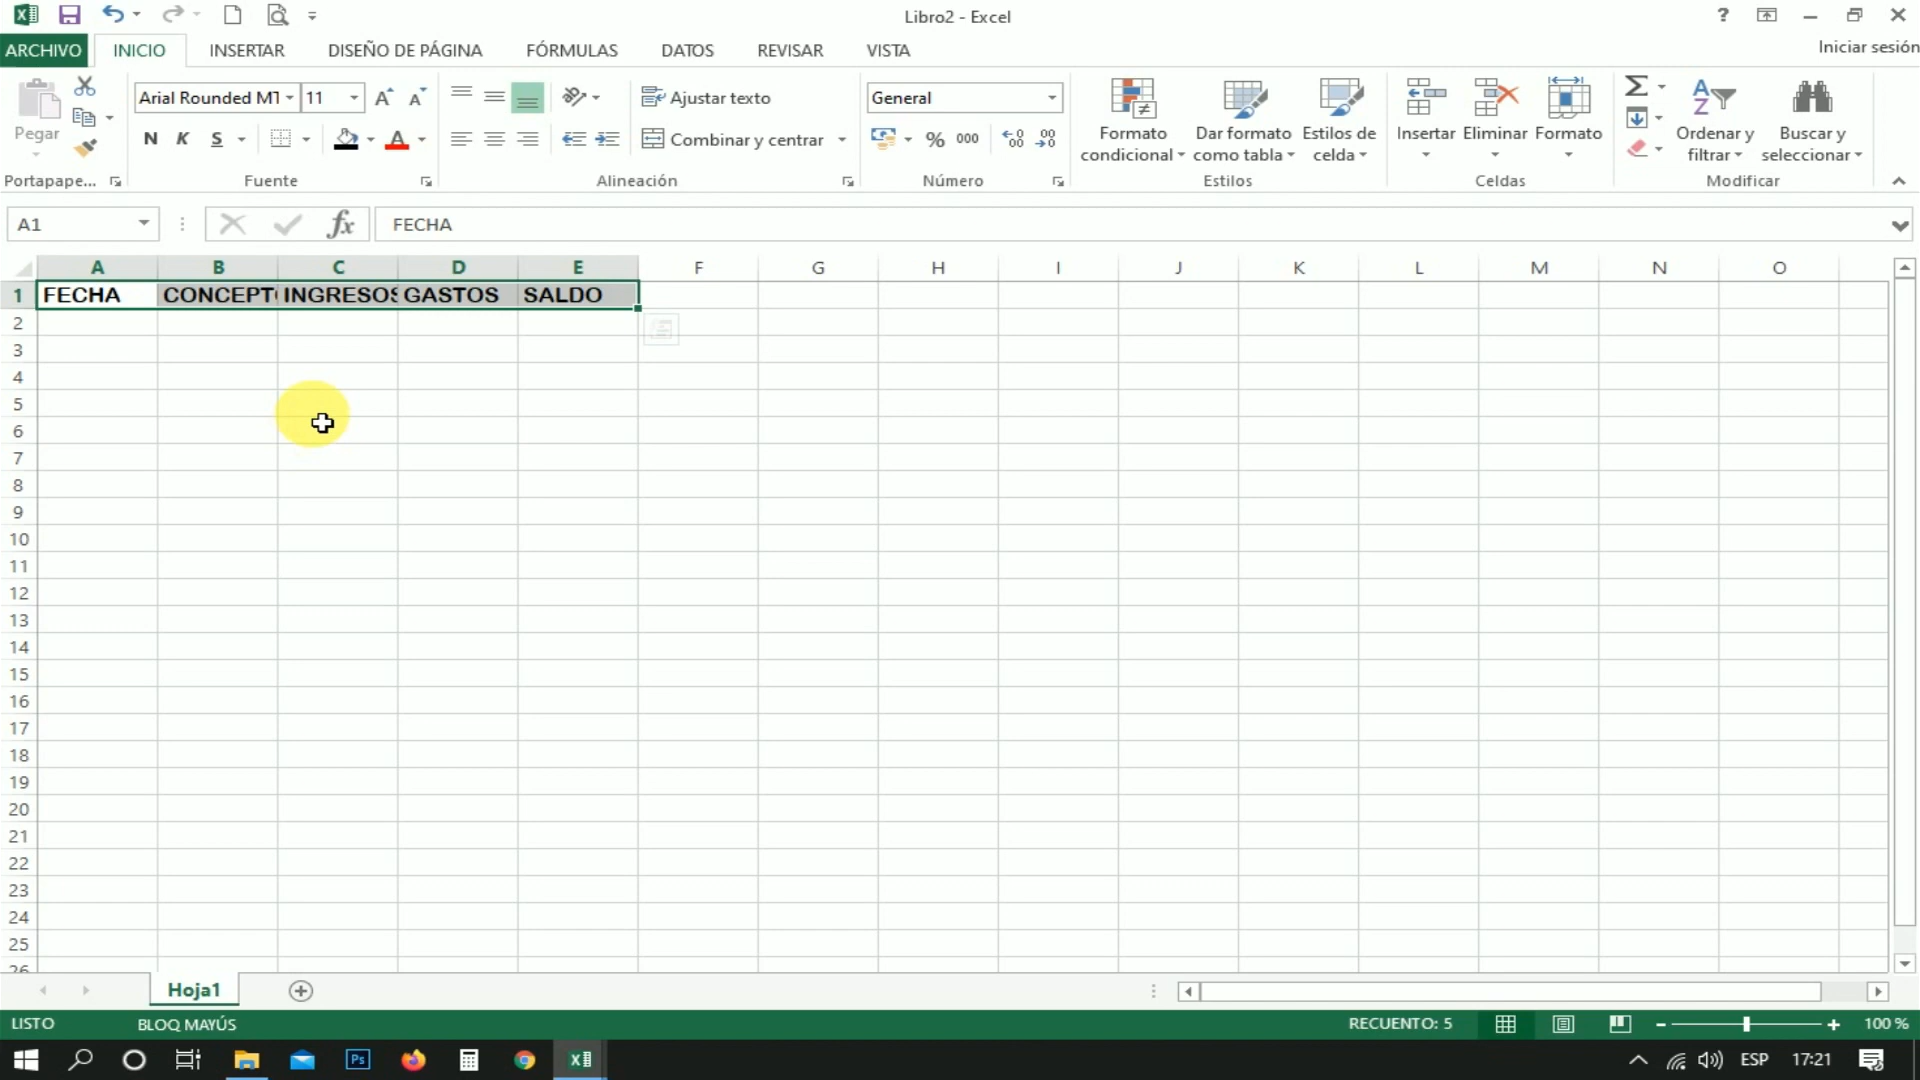 Libro2 - Excel
?
ARCHIVO INICIO INSERTAR DISEÑO DE PÁGINA FÓRMULAS DATOS REVISAR VISTA Iniciar sesión
Pegar
Arial Rounded MT 11
N K S
Ajustar texto
Combinar y centrar
General
% 000
Formato condicional
Dar formato como tabla
Estilos de celda
Insertar
Eliminar
Formato
Ordenar y filtrar
Buscar y seleccionar
Portapape... Fuente Alineación Número Estilos Celdas Modificar
A1 fx FECHA
A B C D E F G H I J K L M N O
1 FECHA CONCEPT INGRESOS GASTOS SALDO
2
3
4
5
6
7
8
9
10
11
12
13
14
15
16
17
18
19
20
21
22
23
24
25
26
Hoja1
LISTO BLOQ MAYÚS RECUENTO: 5 100 %
Ps ESP 17:21